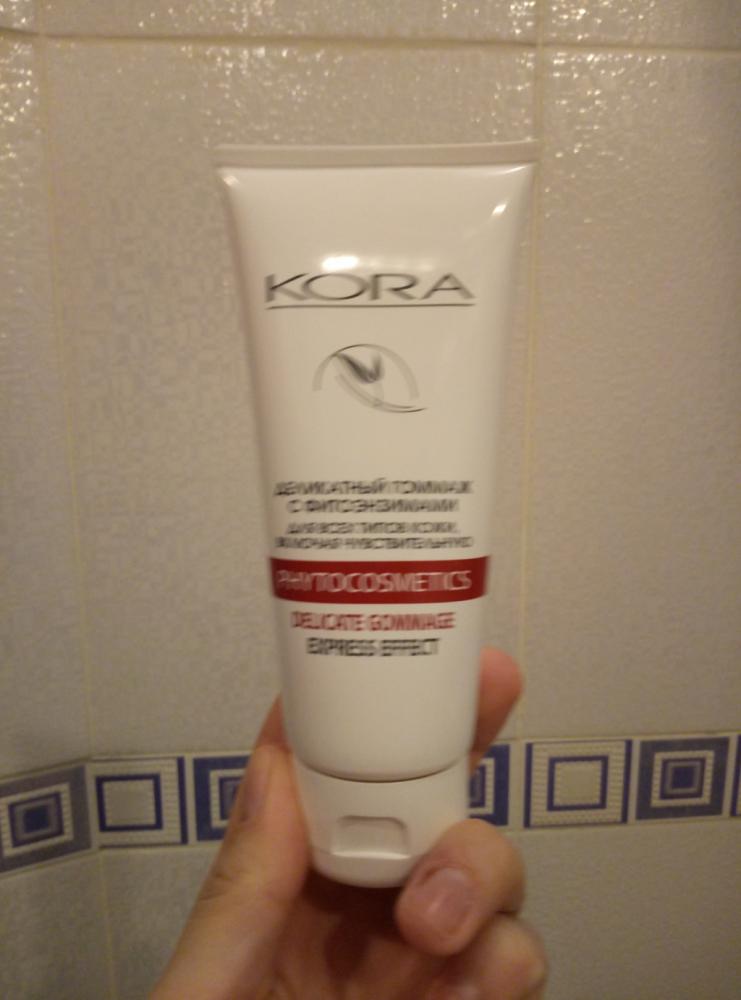 KORA
ДЕЛИКАТНЫЙ ГОММАЖ
С ФИТОЭНЗИМАМИ
ДЛЯ ВСЕХ ТИПОВ КОЖИ,
ВКЛЮЧАЯ ЧУВСТВИТЕЛЬНУЮ
PHYTOCOSMETICS
DELICATE GOMMAGE
EXPRESS EFFECT